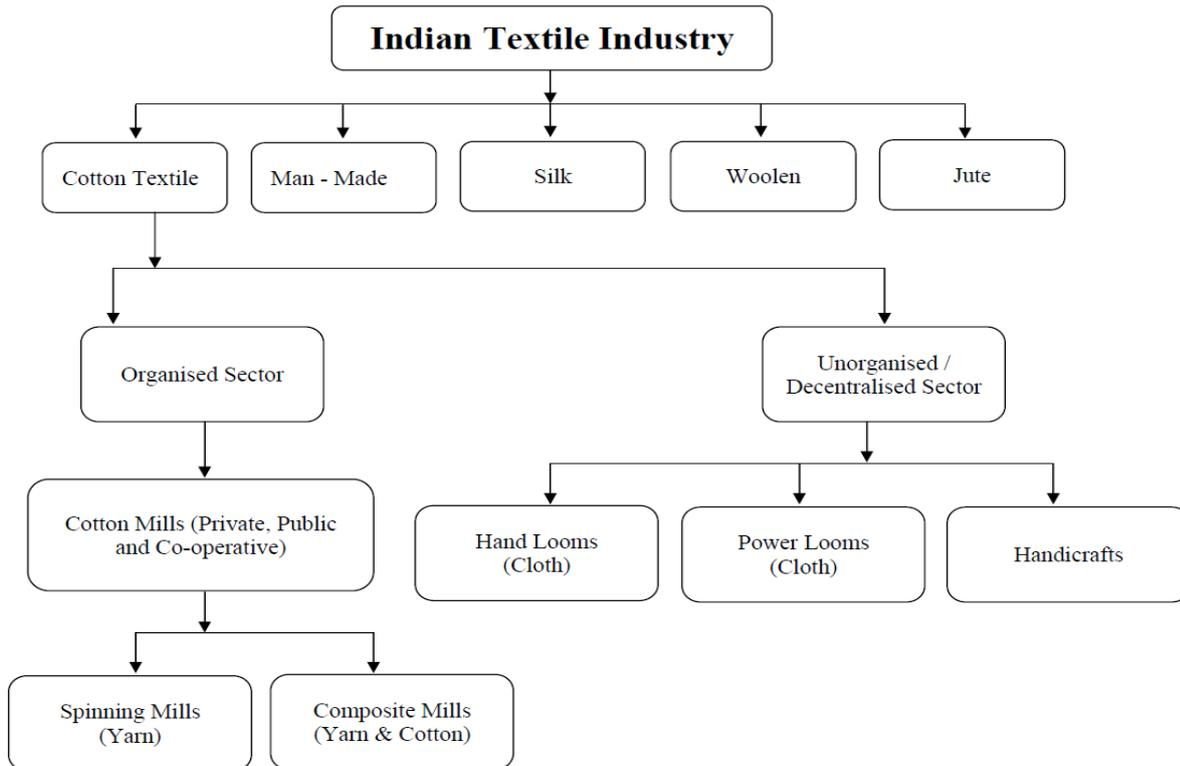 Indian Textile Industry
Cotton Textile
Man - Made
Silk
Woolen
Jute
Organised Sector
Unorganised /
Decentralised Sector
Cotton Mills (Private, Public
and Co-operative)
Hand Looms
(Cloth)
Power Looms
(Cloth)
Handicrafts
Spinning Mills
(Yarn)
Composite Mills
(Yarn & Cotton)